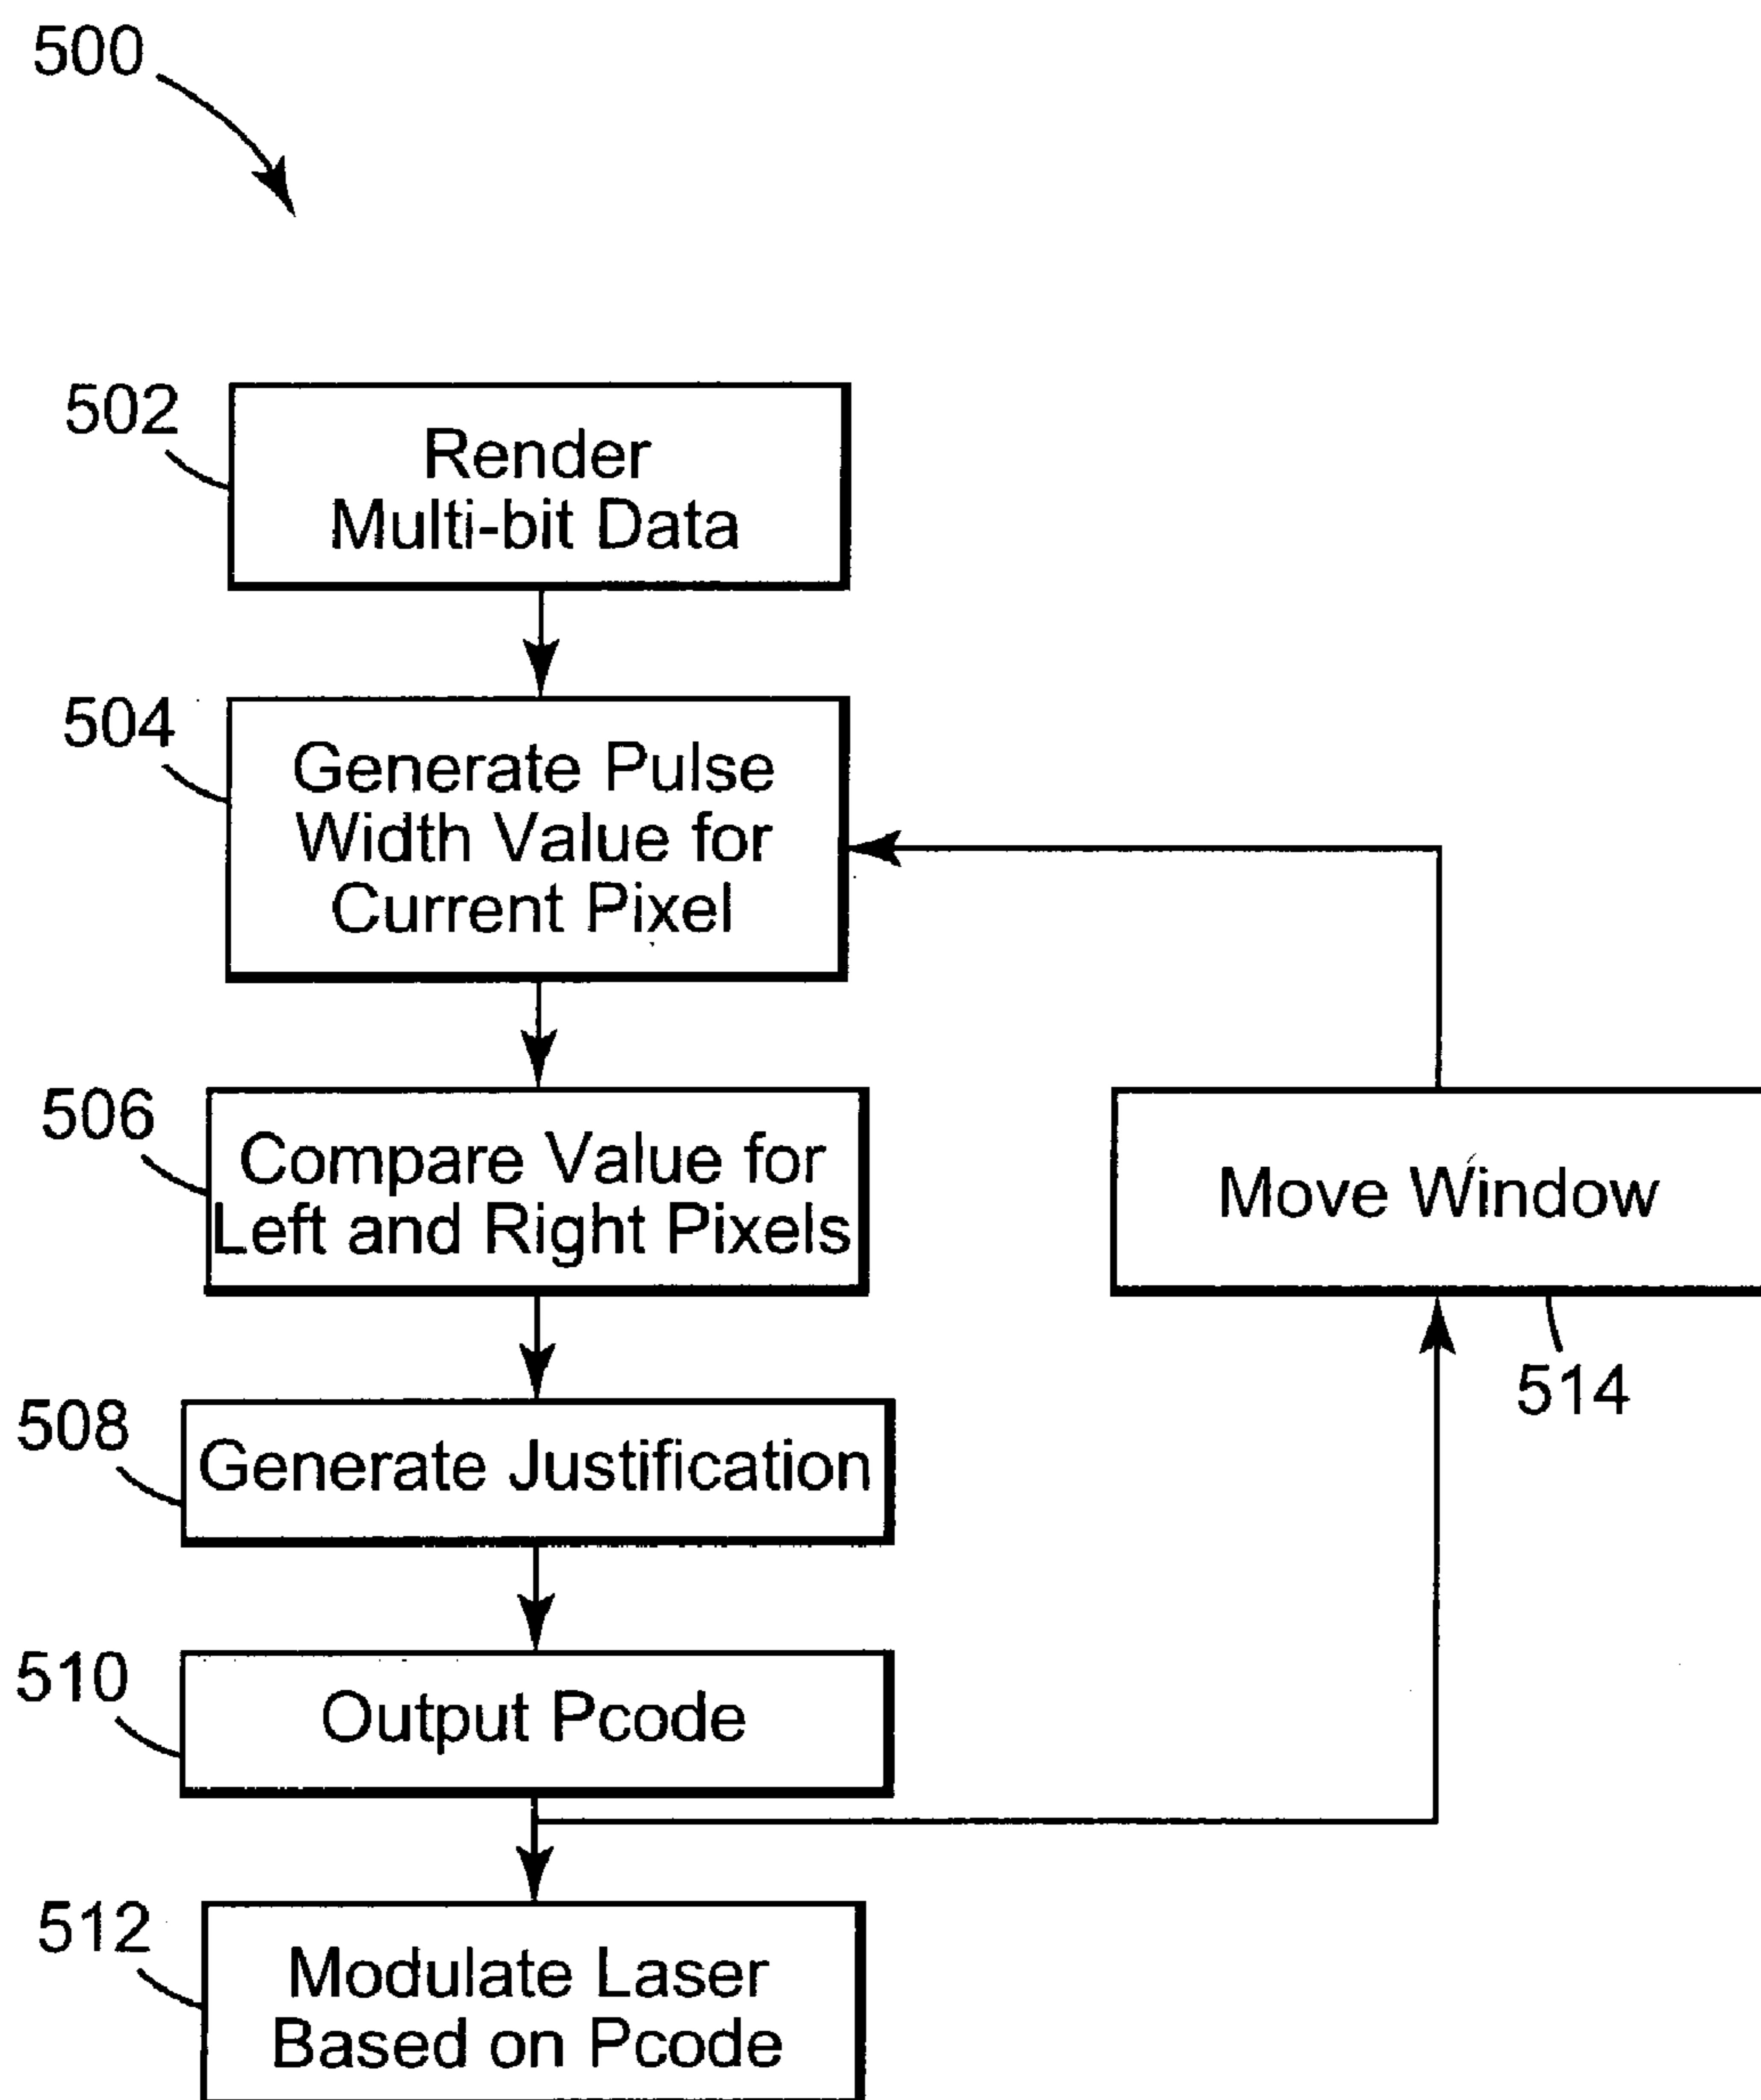 500
502
Render
Multi-bit Data
504
Generate Pulse
Width Value for
Current Pixel
506
Compare Value for
Left and Right Pixels
Move Window
514
508
Generate Justification
510
Output Pcode
512
Modulate Laser
Based on Pcode